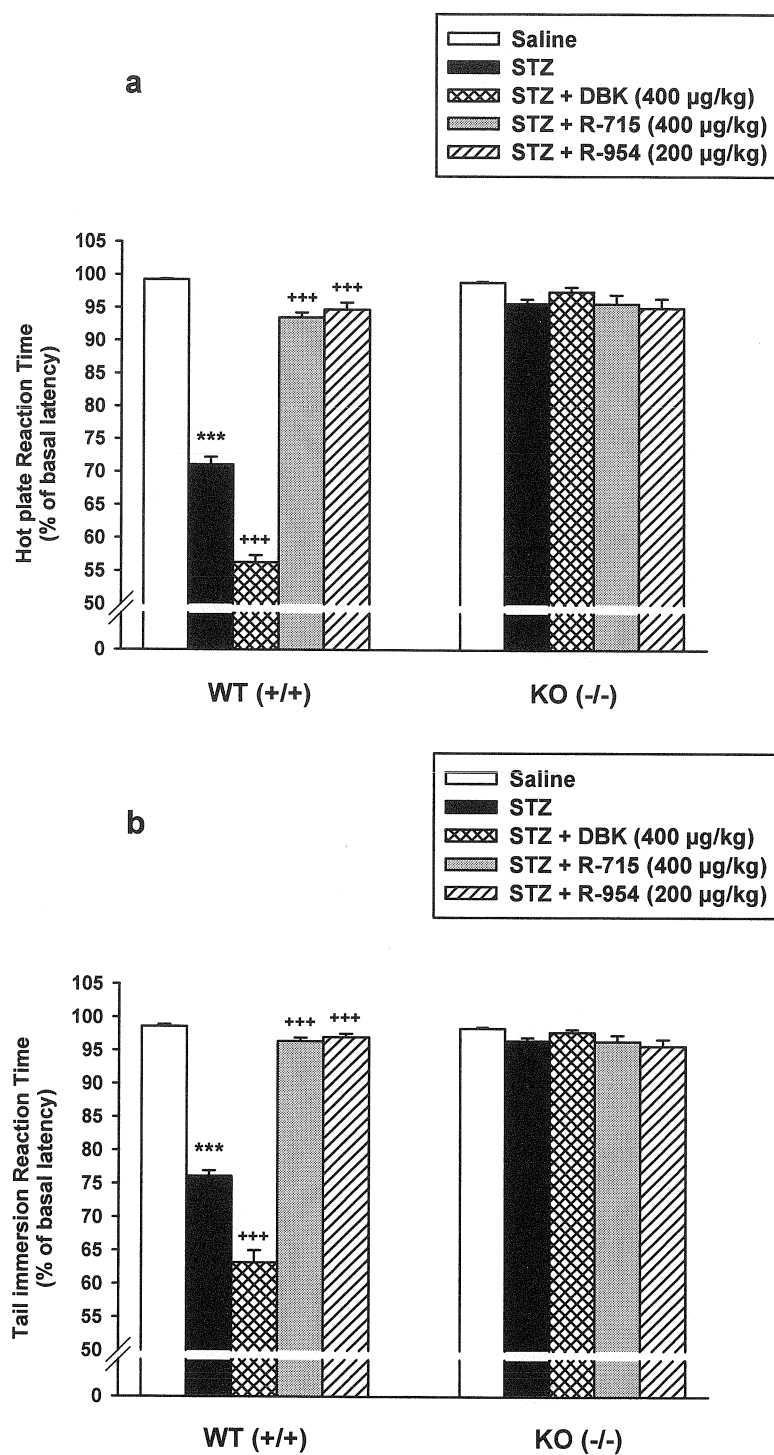 a
Saline
STZ
STZ + DBK (400 µg/kg)
STZ + R-715 (400 µg/kg)
STZ + R-954 (200 µg/kg)
Hot plate Reaction Time
(% of basal latency)
105
100
95
90
85
80
75
70
65
60
55
50
0
***
+++
+++
+++
WT (+/+)
KO (-/-)
b
Saline
STZ
STZ + DBK (400 µg/kg)
STZ + R-715 (400 µg/kg)
STZ + R-954 (200 µg/kg)
Tail immersion Reaction Time
(% of basal latency)
105
100
95
90
85
80
75
70
65
60
55
50
0
***
+++
+++
+++
WT (+/+)
KO (-/-)